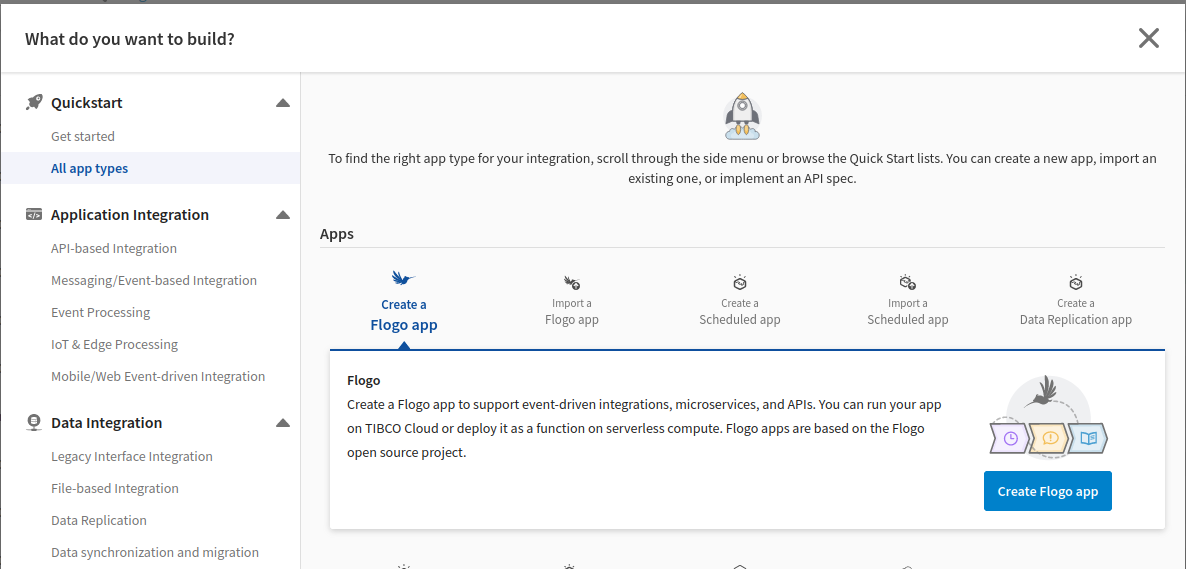 What do you want to build?
Quickstart
Get started
All app types
Application Integration
API-based Integration
Messaging/Event-based Integration
Event Processing
IoT & Edge Processing
Mobile/Web Event-driven Integration
Data Integration
Legacy Interface Integration
File-based Integration
Data Replication
Data synchronization and migration
To find the right app type for your integration, scroll through the side menu or browse the Quick Start lists. You can create a new app, import an
existing one, or implement an API spec.
Apps
Create a
Flogo app
Import a
Flogo app
Create a
Scheduled app
Import a
Scheduled app
Create a
Data Replication app
Flogo
Create a Flogo app to support event-driven integrations, microservices, and APIs. You can run your app
on TIBCO Cloud or deploy it as a function on serverless compute. Flogo apps are based on the Flogo
open source project.
Create Flogo app